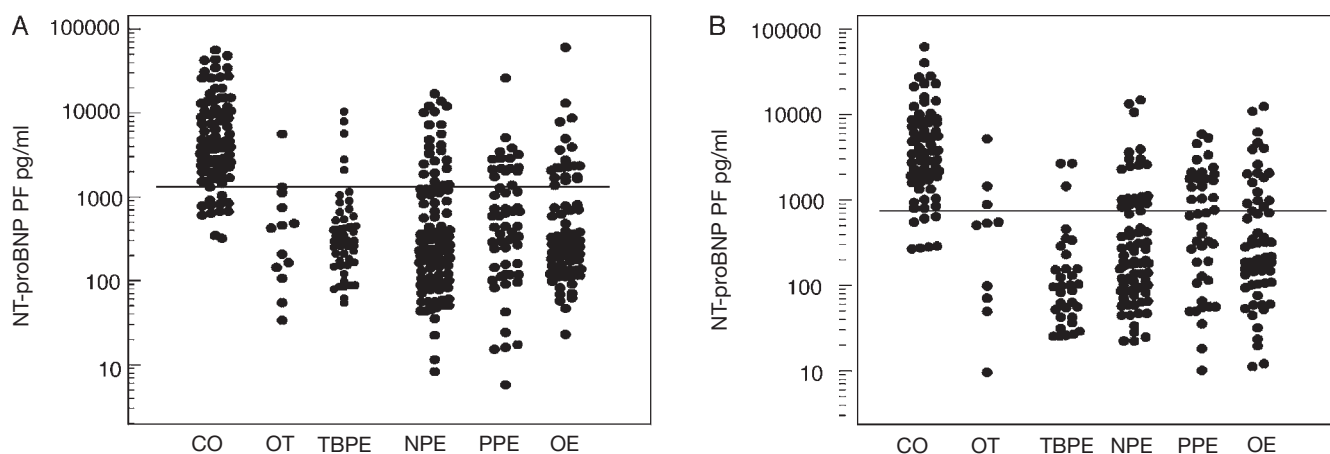 A
NT-proBNP PF pg/ml
100000
10000
1000
100
10
CO OT TBPE NPE PPE OE
B
NT-proBNP PF pg/ml
100000
10000
1000
100
10
CO OT TBPE NPE PPE OE